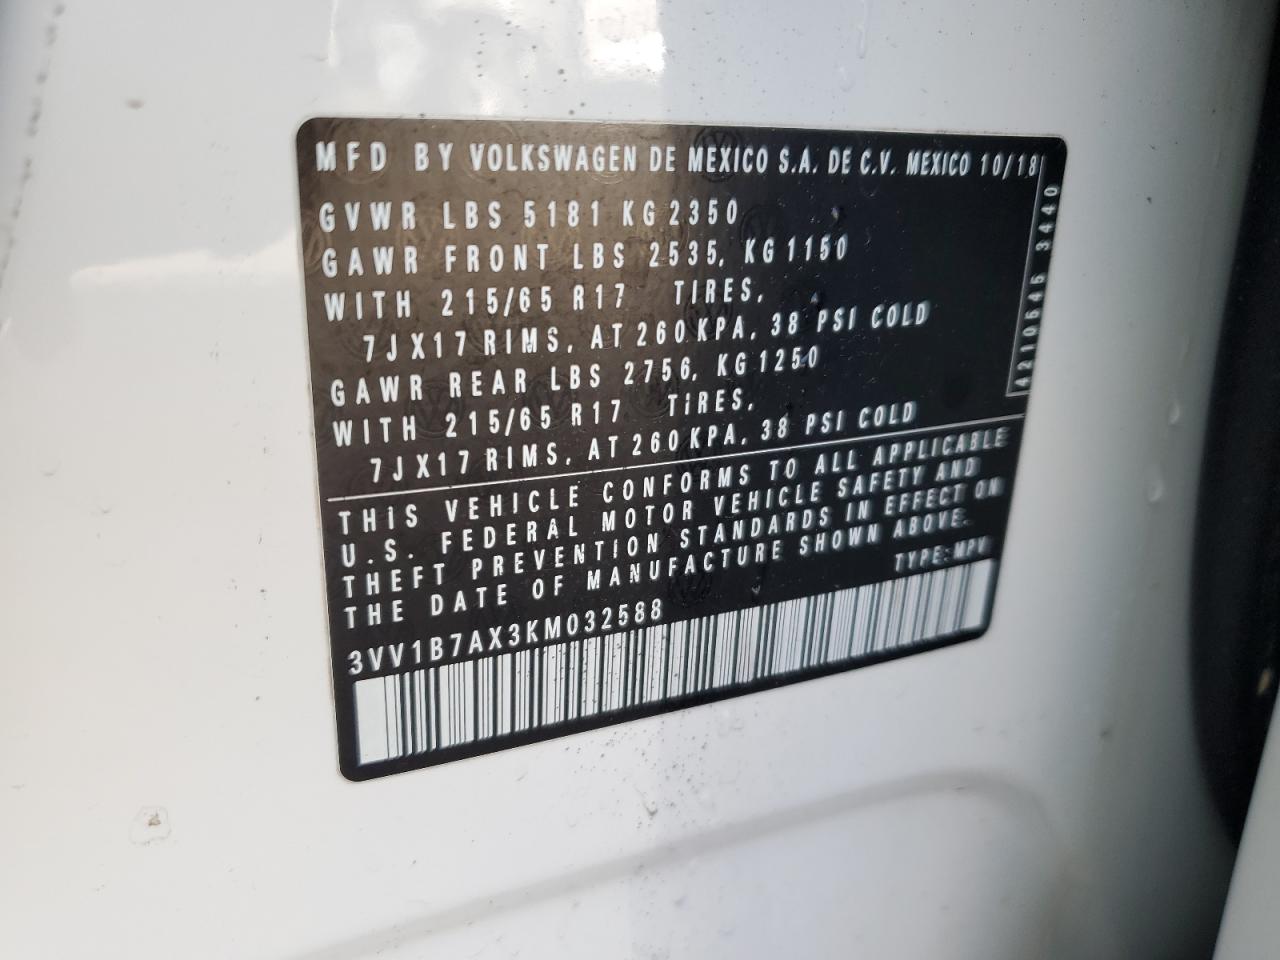 MFD BY VOLKSWAGEN DE MEXICO S.A. DE C.V. MEXICO 10/18
GVWR LBS 5181 KG 2350
GAWR FRONT LBS 2535, KG 1150
WITH 215/65 R17 TIRES,
7JX17 RIMS, AT 260 KPA, 38 PSI COLD
GAWR REAR LBS 2756, KG 1250
WITH 215/65 R17 TIRES,
7JX17 RIMS, AT 260 KPA, 38 PSI COLD
4210545 3440
THIS VEHICLE CONFORMS TO ALL APPLICABLE
U.S. FEDERAL MOTOR VEHICLE SAFETY AND
THEFT PREVENTION STANDARDS IN EFFECT ON
THE DATE OF MANUFACTURE SHOWN ABOVE.
TYPE: MPV
3VV1B7AX3KM032588